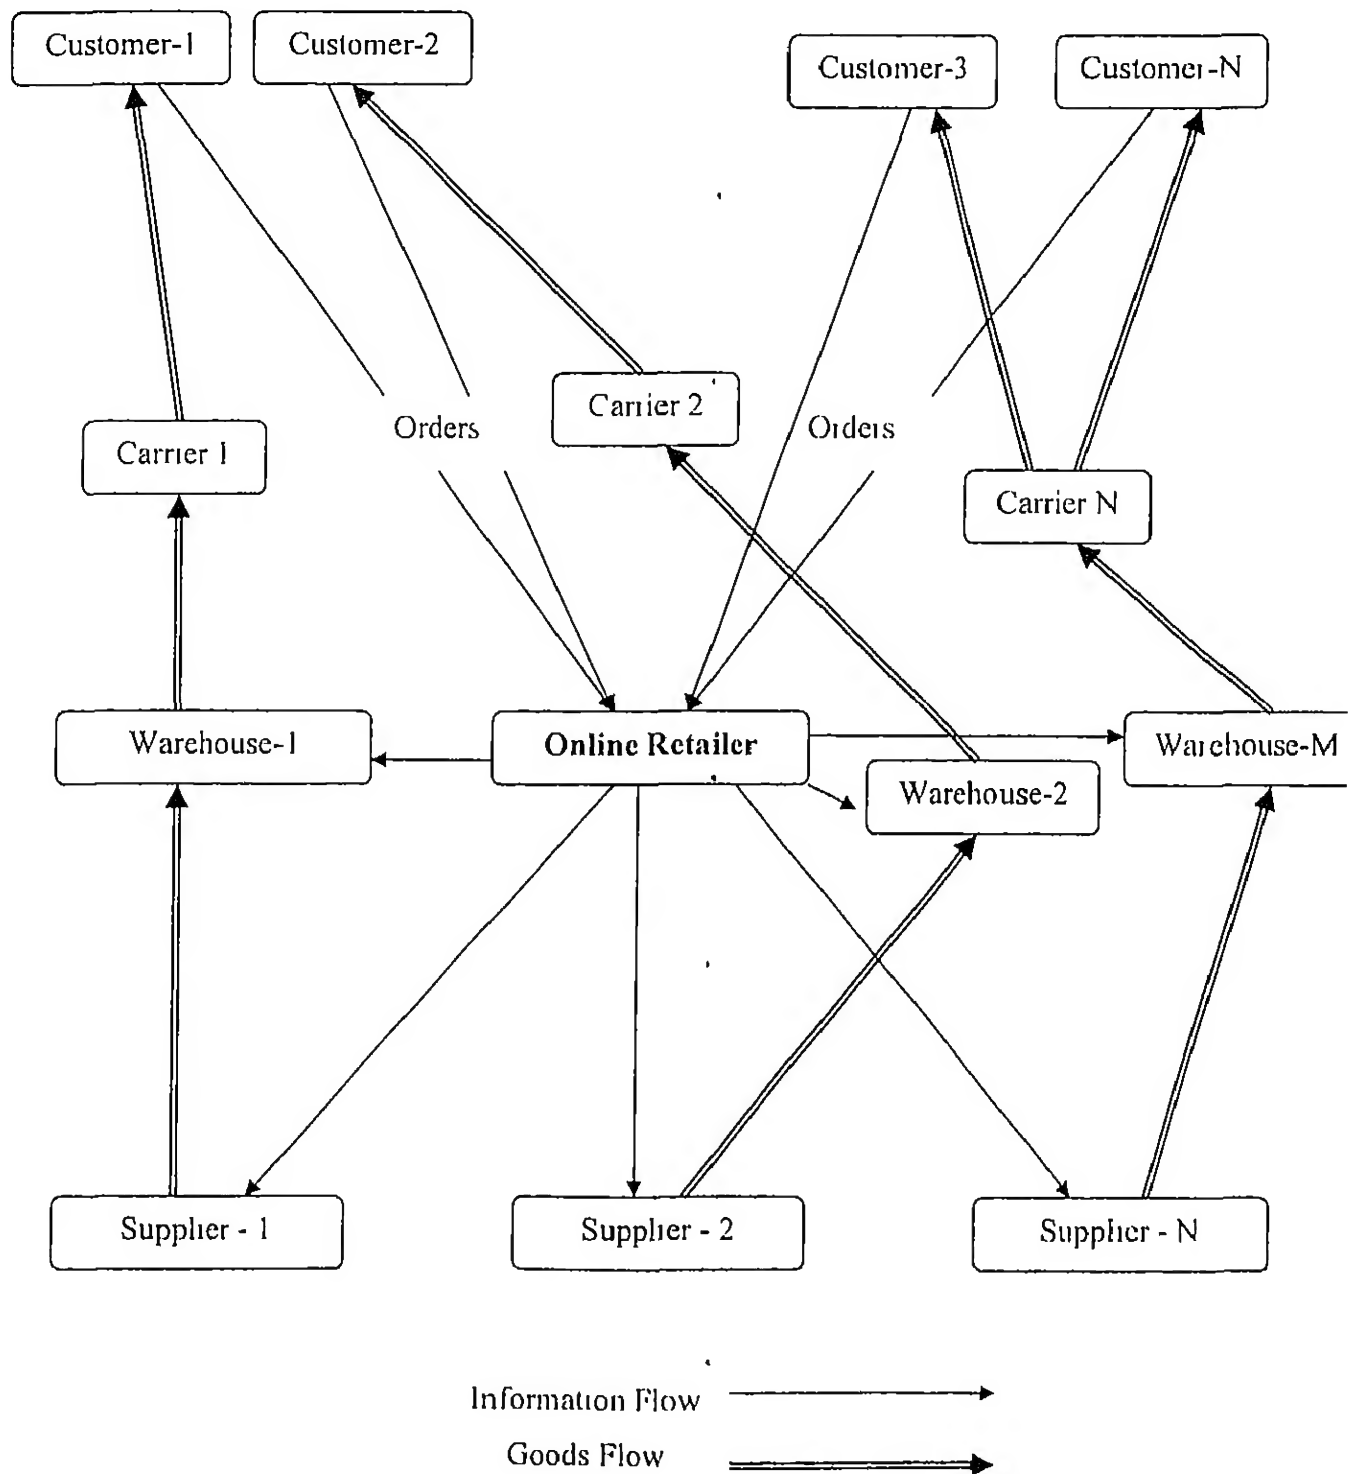 Customer-1
Customer-2
Customer-3
Customer-N
Carrier 2
Orders
Orders
Carrier 1
Carrier N
Warehouse-1
Online Retailer
Warehouse-M
Warehouse-2
Supplier - 1
Supplier - 2
Supplier - N
Information Flow
Goods Flow